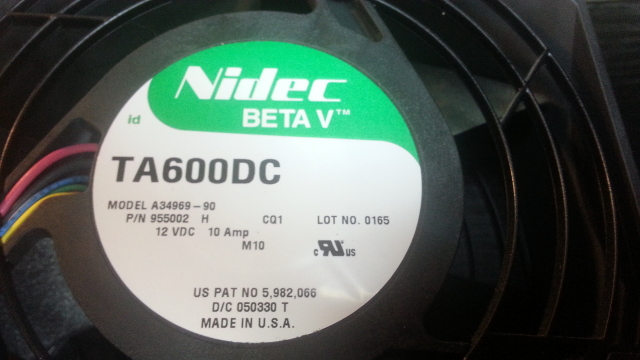 Nidec
BETA V™
id
TA600DC
MODEL A34969-90
P/N 955002 H CQ1 LOT NO. 0165
12 VDC 10 Amp
M10
c RU US
US PAT NO 5,982,066
D/C 050330 T
MADE IN U.S.A.